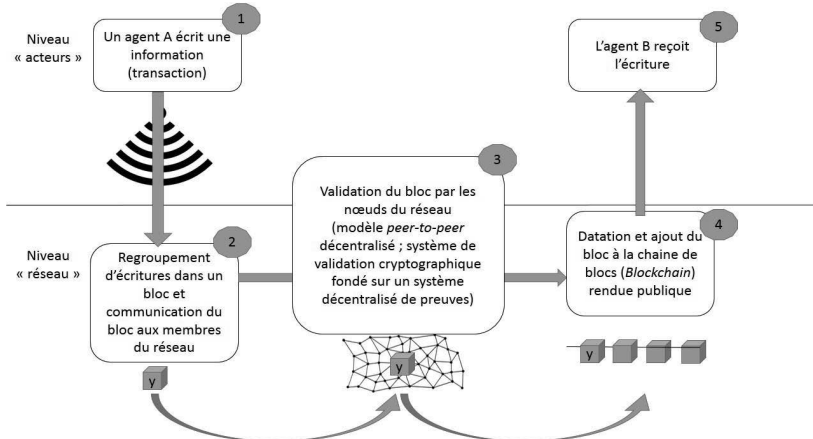 Niveau
« acteurs »
1
Un agent A écrit une
information
(transaction)
5
L'agent B reçoit
l'écriture
Niveau
« réseau »
2
Regroupement
d'écritures dans un
bloc et
communication du
bloc aux membres
du réseau
3
Validation du bloc par les
nœuds du réseau
(modèle peer-to-peer
décentralisé ; système de
validation cryptographique
fondé sur un système
décentralisé de preuves)
4
Datation et ajout du
bloc à la chaine de
blocs (Blockchain)
rendue publique
y
y
y